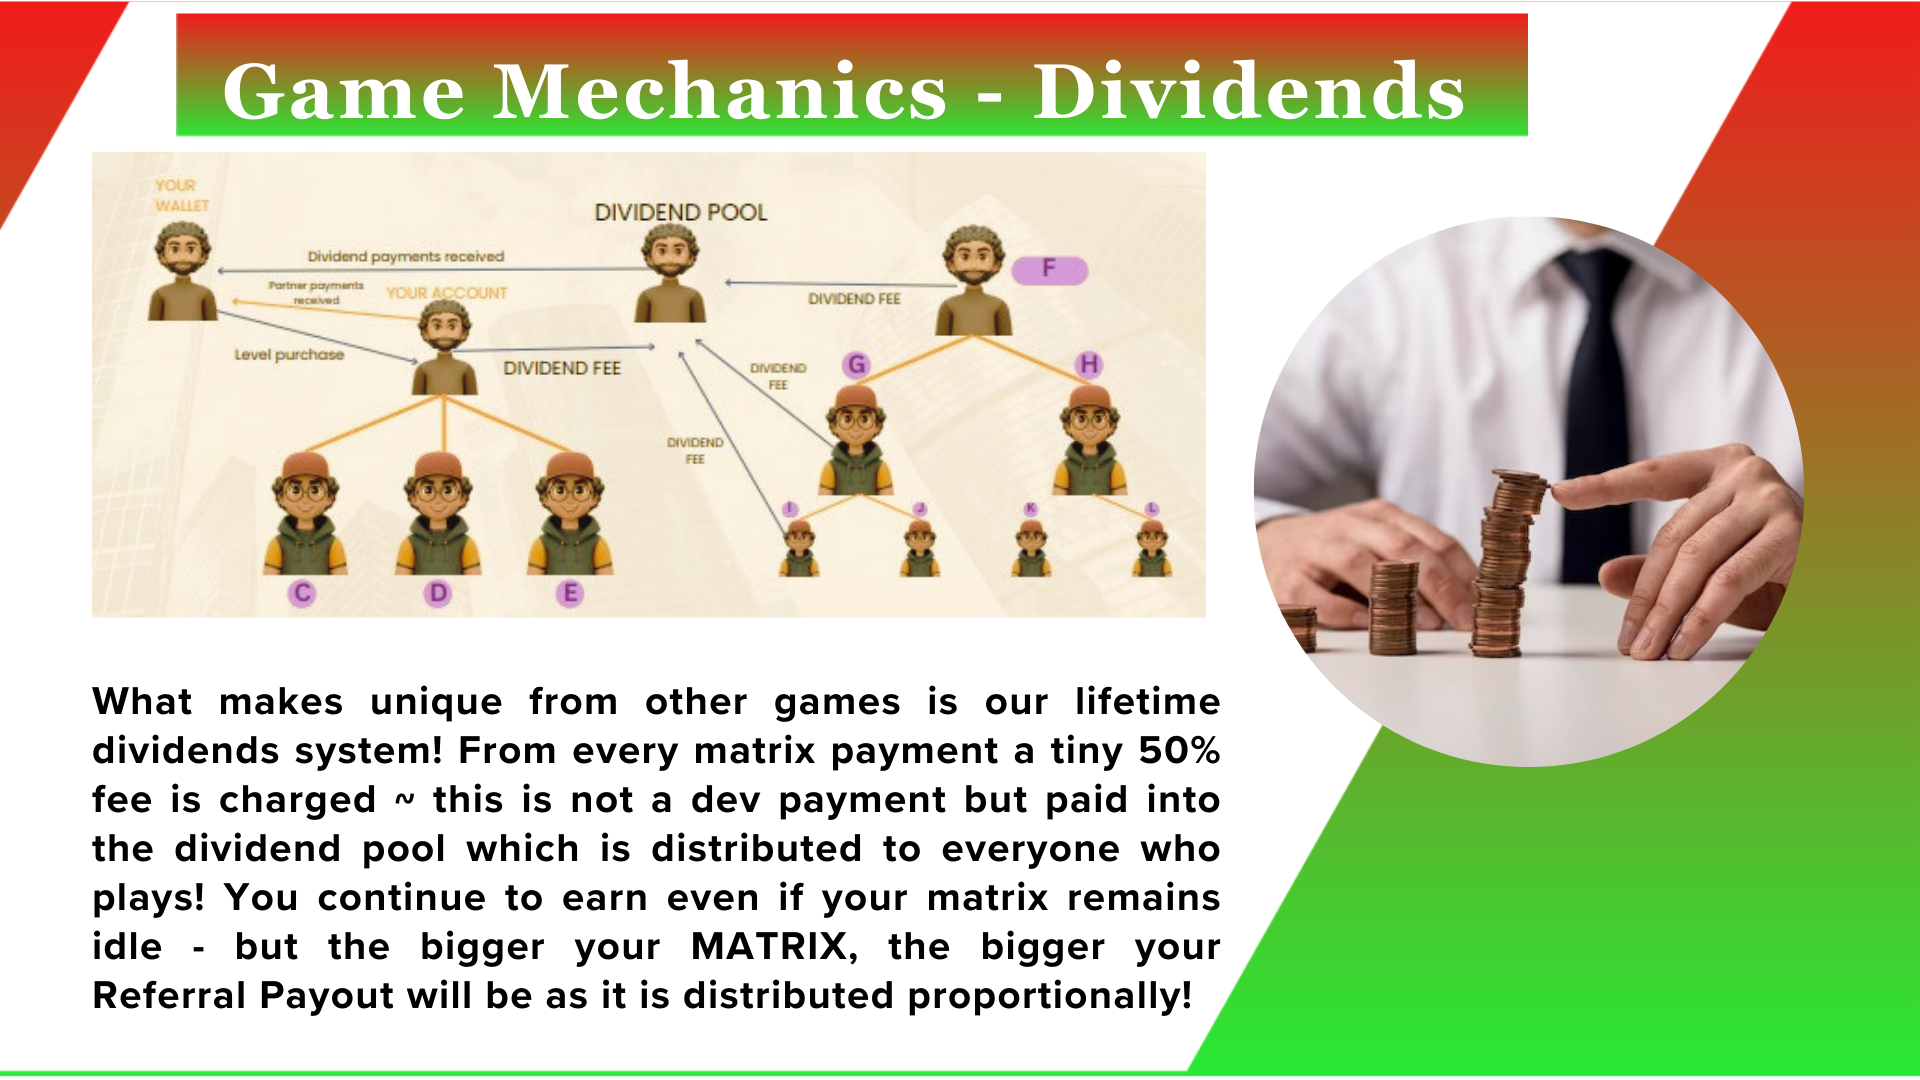 Game Mechanics - Dividends
YOUR
WALLET
DIVIDEND POOL
Dividend payments received
F
Partner payments
received
YOUR ACCOUNT
DIVIDEND FEE
Level purchase
DIVIDEND FEE
G
H
DIVIDEND
FEE
DIVIDEND
FEE
I
J
K
L
C
D
E
What makes unique from other games is our lifetime
dividends system! From every matrix payment a tiny 50%
fee is charged ~ this is not a dev payment but paid into
the dividend pool which is distributed to everyone who
plays! You continue to earn even if your matrix remains
idle - but the bigger your MATRIX, the bigger your
Referral Payout will be as it is distributed proportionally!